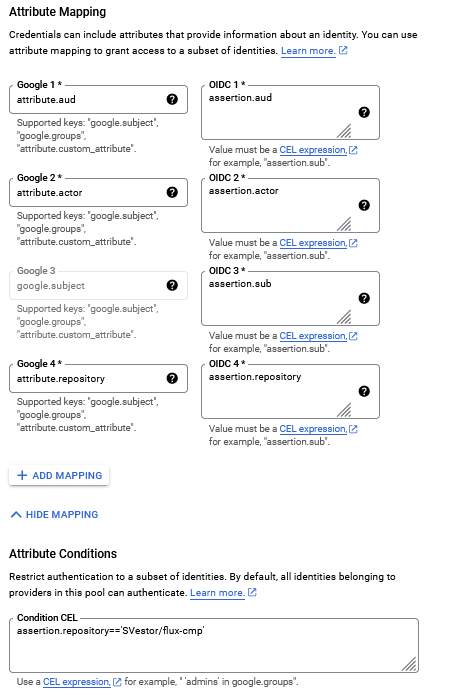 Attribute Mapping
Credentials can include attributes that provide information about an identity. You can use
attribute mapping to grant access to a subset of identities. Learn more.
Google 1 *
attribute.aud
Supported keys: "google.subject",
"google.groups",
"attribute.custom_attribute".
OIDC 1 *
assertion.aud
Value must be a CEL expression,
for example, "assertion.sub".
Google 2 *
attribute.actor
Supported keys: "google.subject",
"google.groups",
"attribute.custom_attribute".
OIDC 2 *
assertion.actor
Value must be a CEL expression,
for example, "assertion.sub".
Google 3
google.subject
Supported keys: "google.subject",
"google.groups",
"attribute.custom_attribute".
OIDC 3 *
assertion.sub
Value must be a CEL expression,
for example, "assertion.sub".
Google 4 *
attribute.repository
Supported keys: "google.subject",
"google.groups",
"attribute.custom_attribute".
OIDC 4 *
assertion.repository
Value must be a CEL expression,
for example, "assertion.sub".
+ ADD MAPPING
HIDE MAPPING
Attribute Conditions
Restrict authentication to a subset of identities. By default, all identities belonging to
providers in this pool can authenticate. Learn more.
Condition CEL
assertion.repository=='SVestor/flux-cmp'
Use a CEL expression, for example, " 'admins' in google.groups".